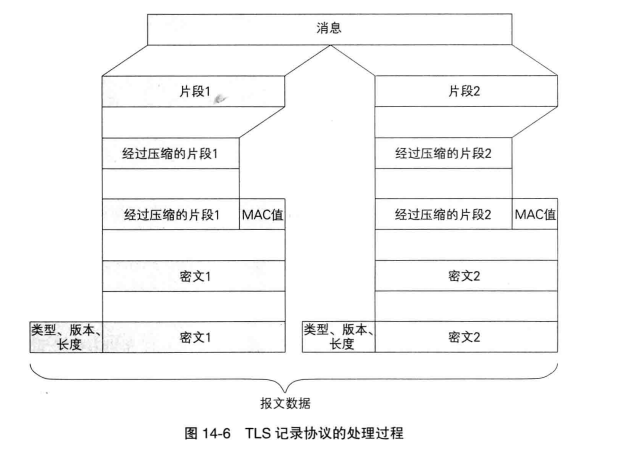 消息
片段1
片段2
经过压缩的片段1
经过压缩的片段2
经过压缩的片段1
MAC值
经过压缩的片段2
MAC值
密文1
密文2
类型、版本、
长度
密文1
类型、版本、
长度
密文2
报文数据
图 14-6 TLS 记录协议的处理过程